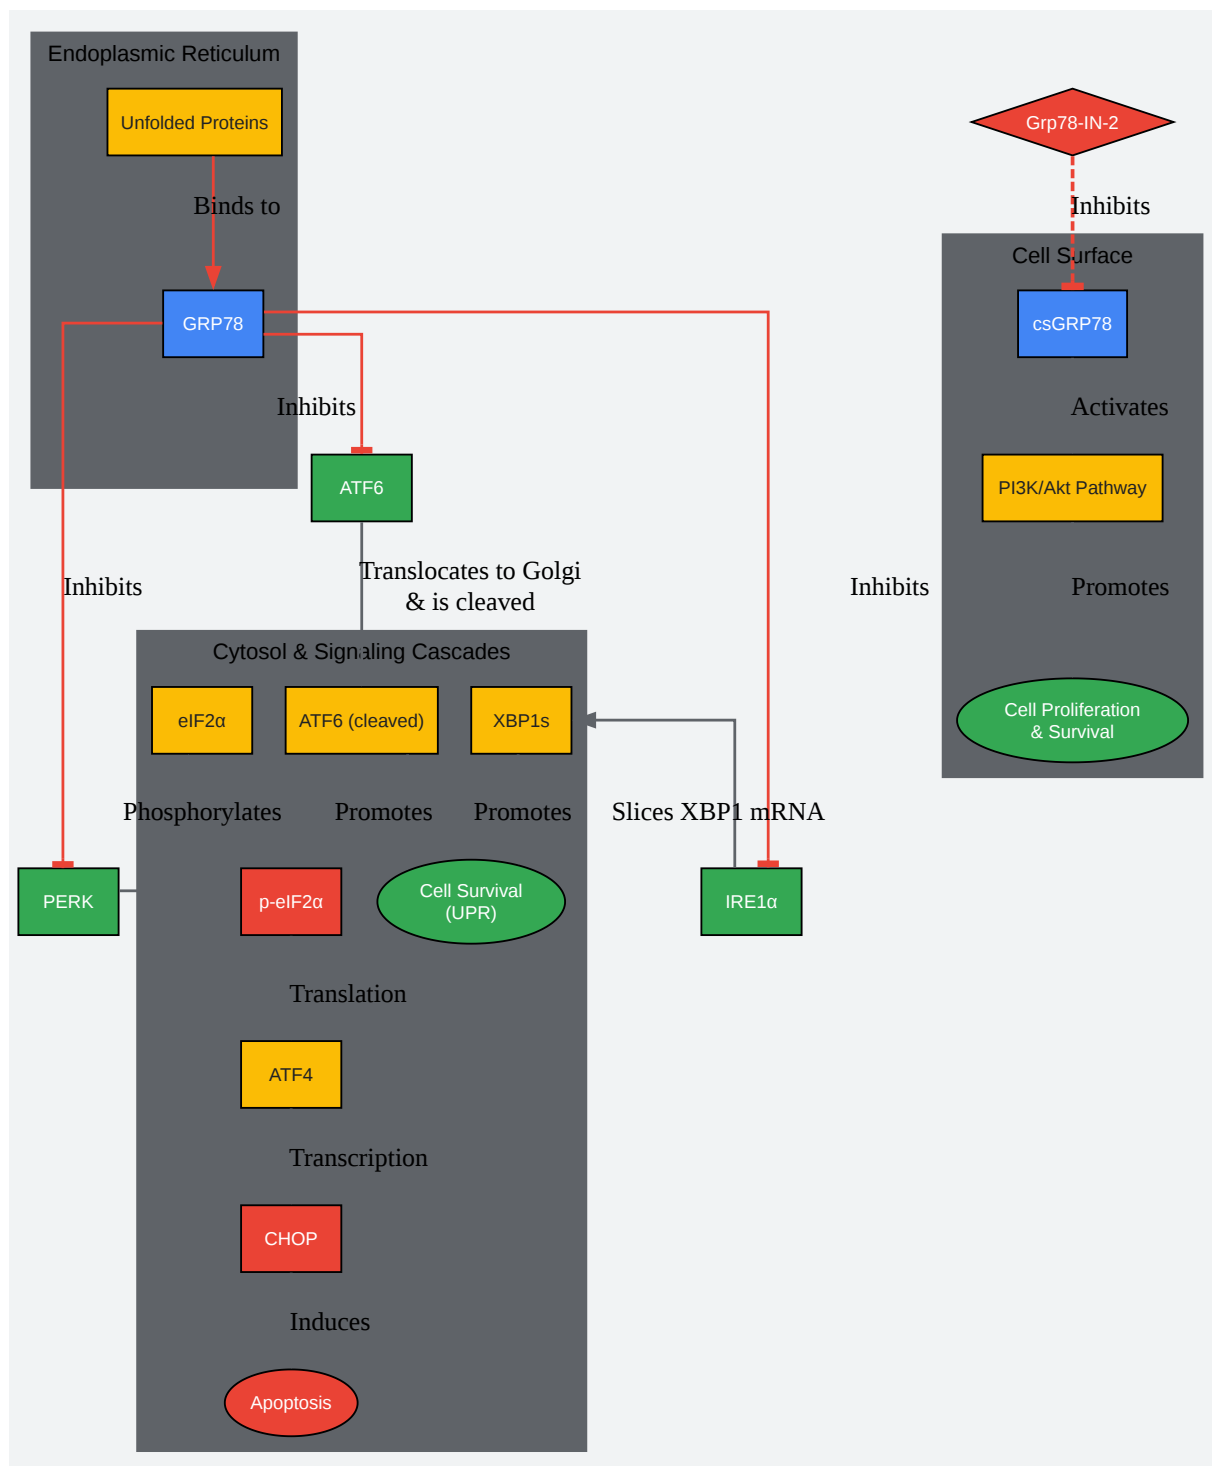 Endoplasmic Reticulum
Unfolded Proteins
Grp78-IN-2
Binds to
Inhibits
Cell Surface
GRP78
csGRP78
Inhibits
Activates
ATF6
PI3K/Akt Pathway
Inhibits
Translocates to Golgi
& is cleaved
Inhibits
Promotes
Cytosol & Signaling Cascades
eIF2α
ATF6 (cleaved)
XBP1s
Cell Proliferation
& Survival
Phosphorylates
Promotes
Promotes
Slices XBP1 mRNA
PERK
p-eIF2α
Cell Survival
(UPR)
IRE1α
Translation
ATF4
Transcription
CHOP
Induces
Apoptosis